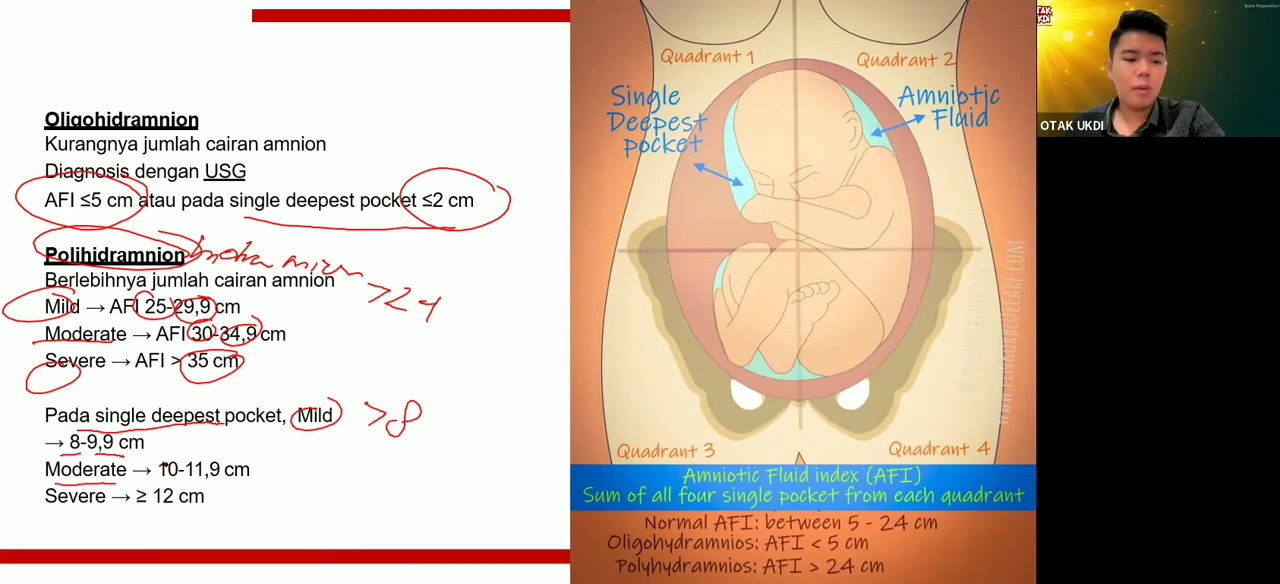 Oligohidramnion
Kurangnya jumlah cairan amnion
Diagnosis dengan USG
AFI ≤5 cm atau pada single deepest pocket ≤2 cm
Polihidramnion
Berlebihnya jumlah cairan amnion
>24
Mild → AFI 25-29,9 cm
Moderate → AFI 30-34,9 cm
Severe → AFI > 35 cm
Pada single deepest pocket, Mild >8
→ 8-9,9 cm
Moderate → 10-11,9 cm
Severe → ≥ 12 cm
Quadrant 1
Quadrant 2
Single
Deepest
pocket
Amniotic
Fluid
Quadrant 3
Quadrant 4
Amniotic Fluid index (AFI)
Sum of all four single pocket from each quadrant
Normal AFI: between 5 - 24 cm
Oligohydramnios: AFI < 5 cm
Polyhydramnios: AFI > 24 cm
OTAK UKDI